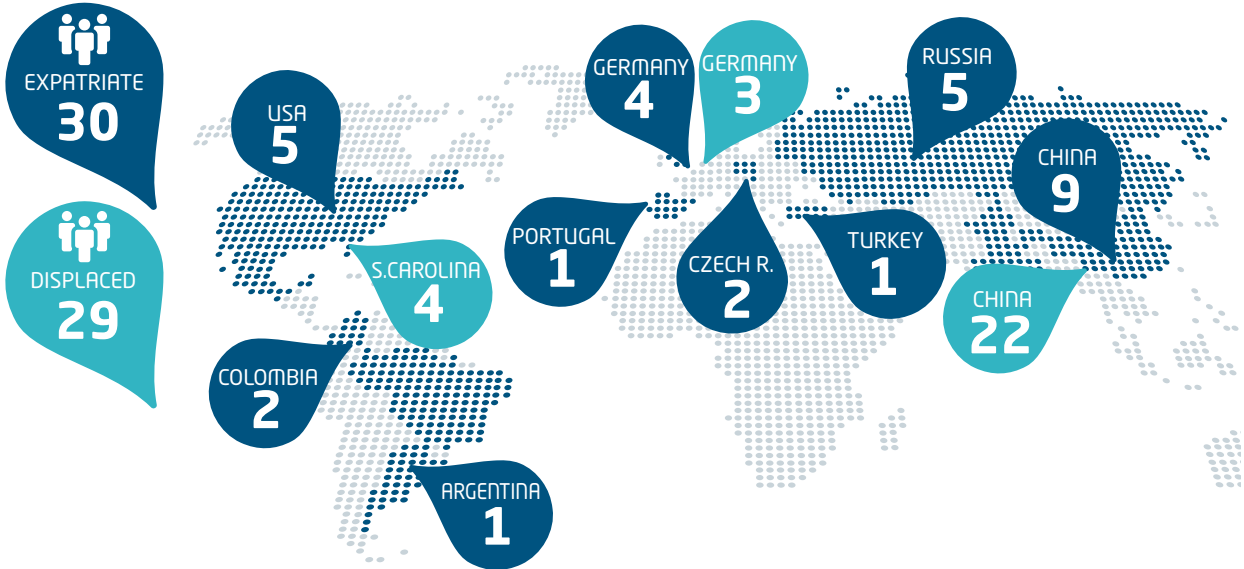 EXPATRIATE
30
DISPLACED
29
USA
5
S.CAROLINA
4
COLOMBIA
2
ARGENTINA
1
GERMANY
4
GERMANY
3
PORTUGAL
1
CZECH R.
2
TURKEY
1
RUSSIA
5
CHINA
9
CHINA
22